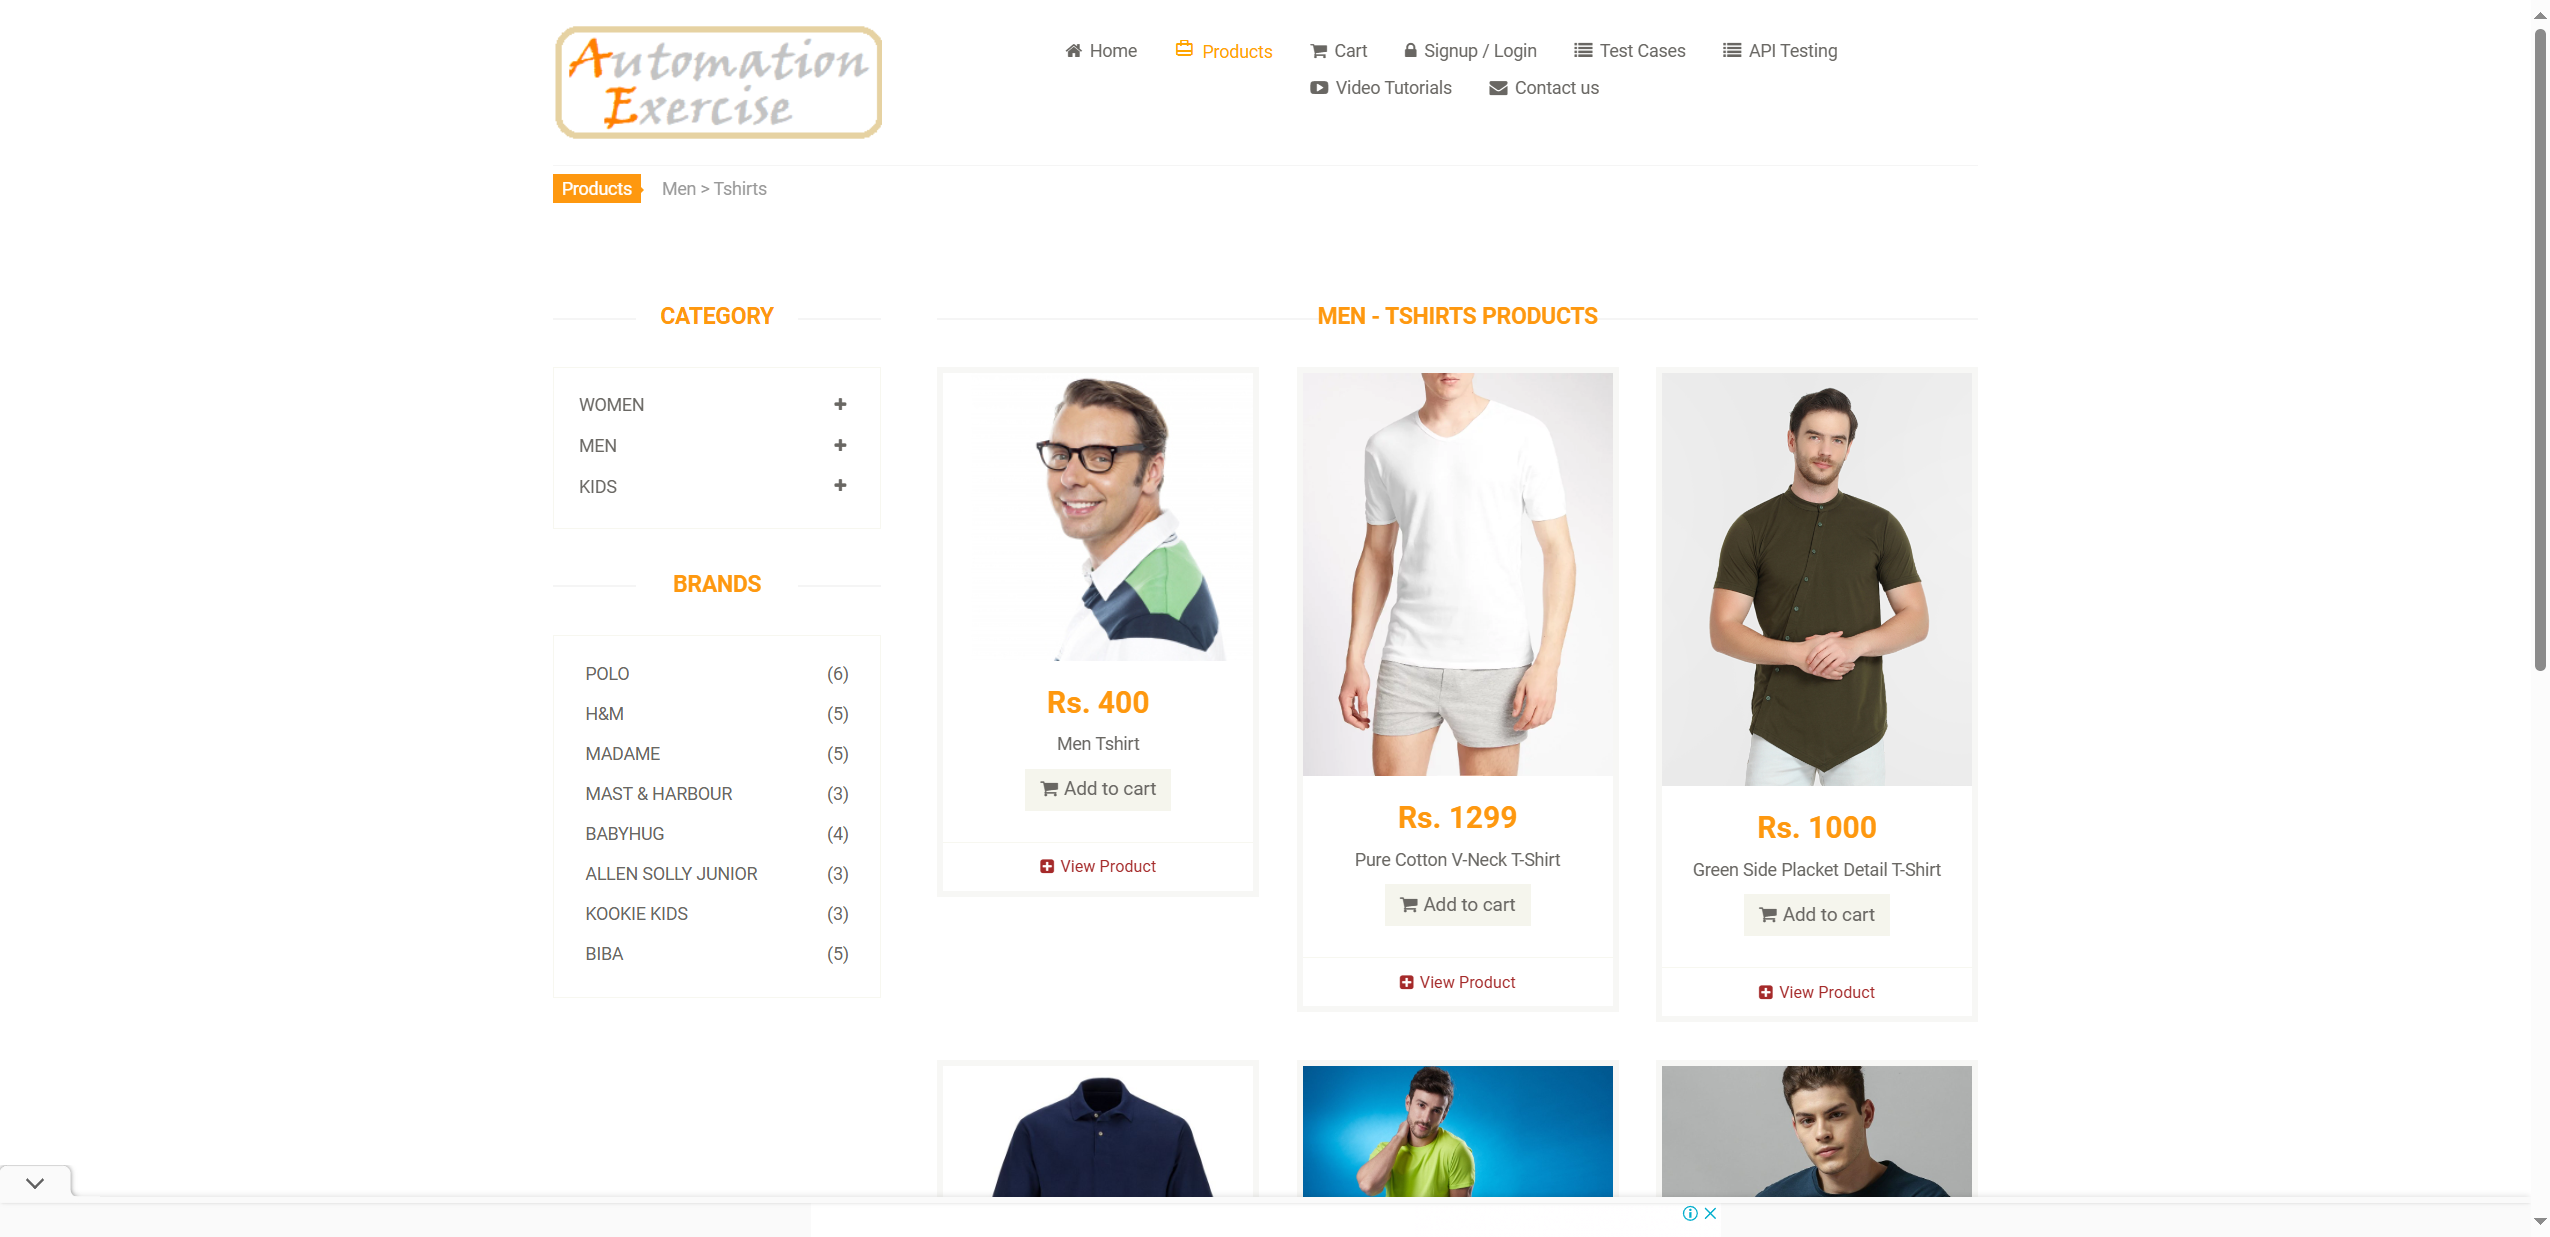 Automation
Exercise
Home
Products
Cart
Signup / Login
Test Cases
API Testing
Video Tutorials
Contact us
Products
Men > Tshirts
CATEGORY
WOMEN
MEN
KIDS
BRANDS
POLO (6)
H&M (5)
MADAME (5)
MAST & HARBOUR (3)
BABYHUG (4)
ALLEN SOLLY JUNIOR (3)
KOOKIE KIDS (3)
BIBA (5)
MEN - TSHIRTS PRODUCTS
Rs. 400
Men Tshirt
Add to cart
View Product
Rs. 1299
Pure Cotton V-Neck T-Shirt
Add to cart
View Product
Rs. 1000
Green Side Placket Detail T-Shirt
Add to cart
View Product